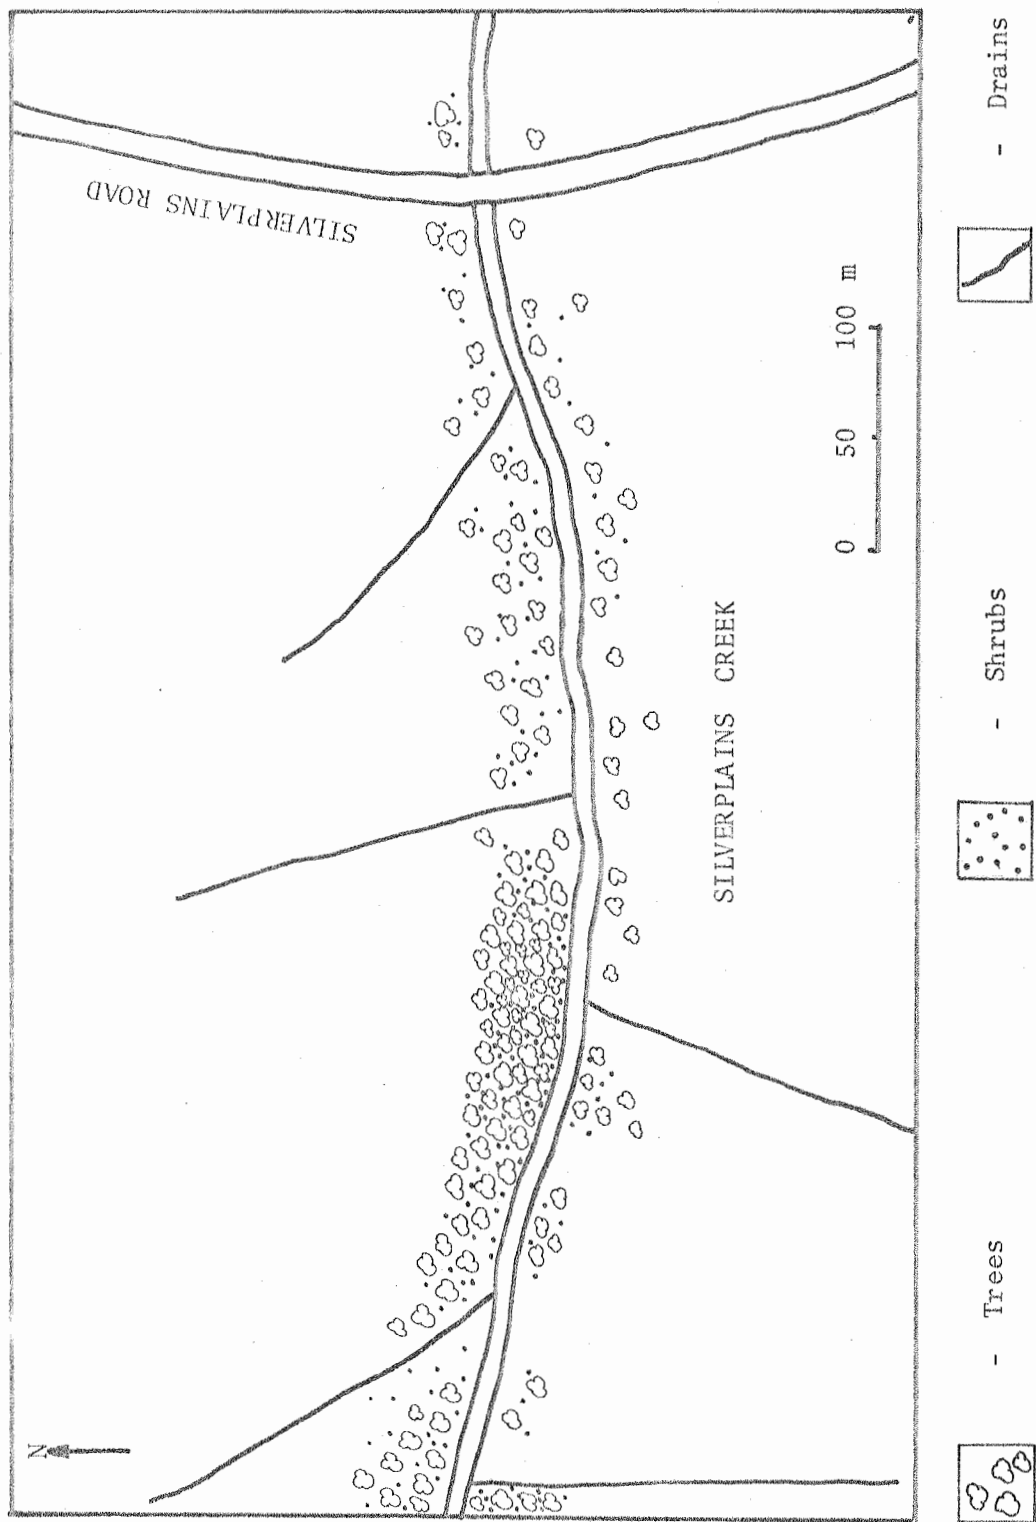 N
SILVERPLAINS ROAD
SILVERPLAINS CREEK
0 50 100 m
- Trees
- Shrubs
- Drains